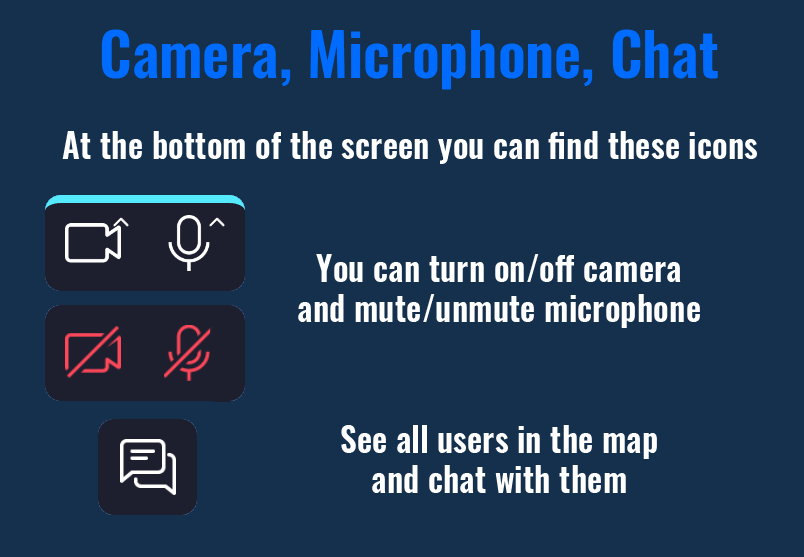 Camera, Microphone, Chat
At the bottom of the screen you can find these icons
You can turn on/off camera
and mute/unmute microphone
See all users in the map
and chat with them